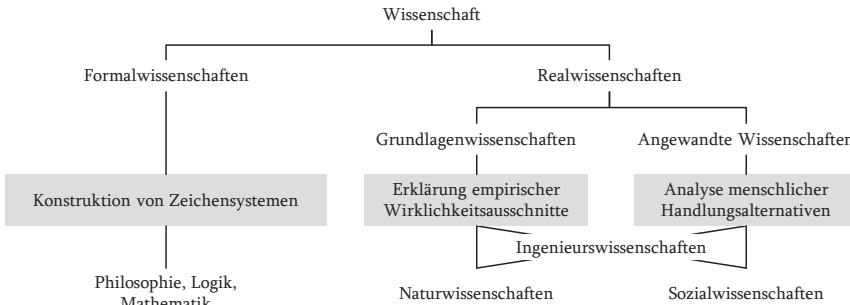 Wissenschaft
Formalwissenschaften
Realwissenschaften
Grundlagenwissenschaften
Angewandte Wissenschaften
Konstruktion von Zeichensystemen
Erklärung empirischer
Wirklichkeitsausschnitte
Analyse menschlicher
Handlungsalternativen
Ingenieurswissenschaften
Philosophie, Logik,
Mathematik
Naturwissenschaften
Sozialwissenschaften